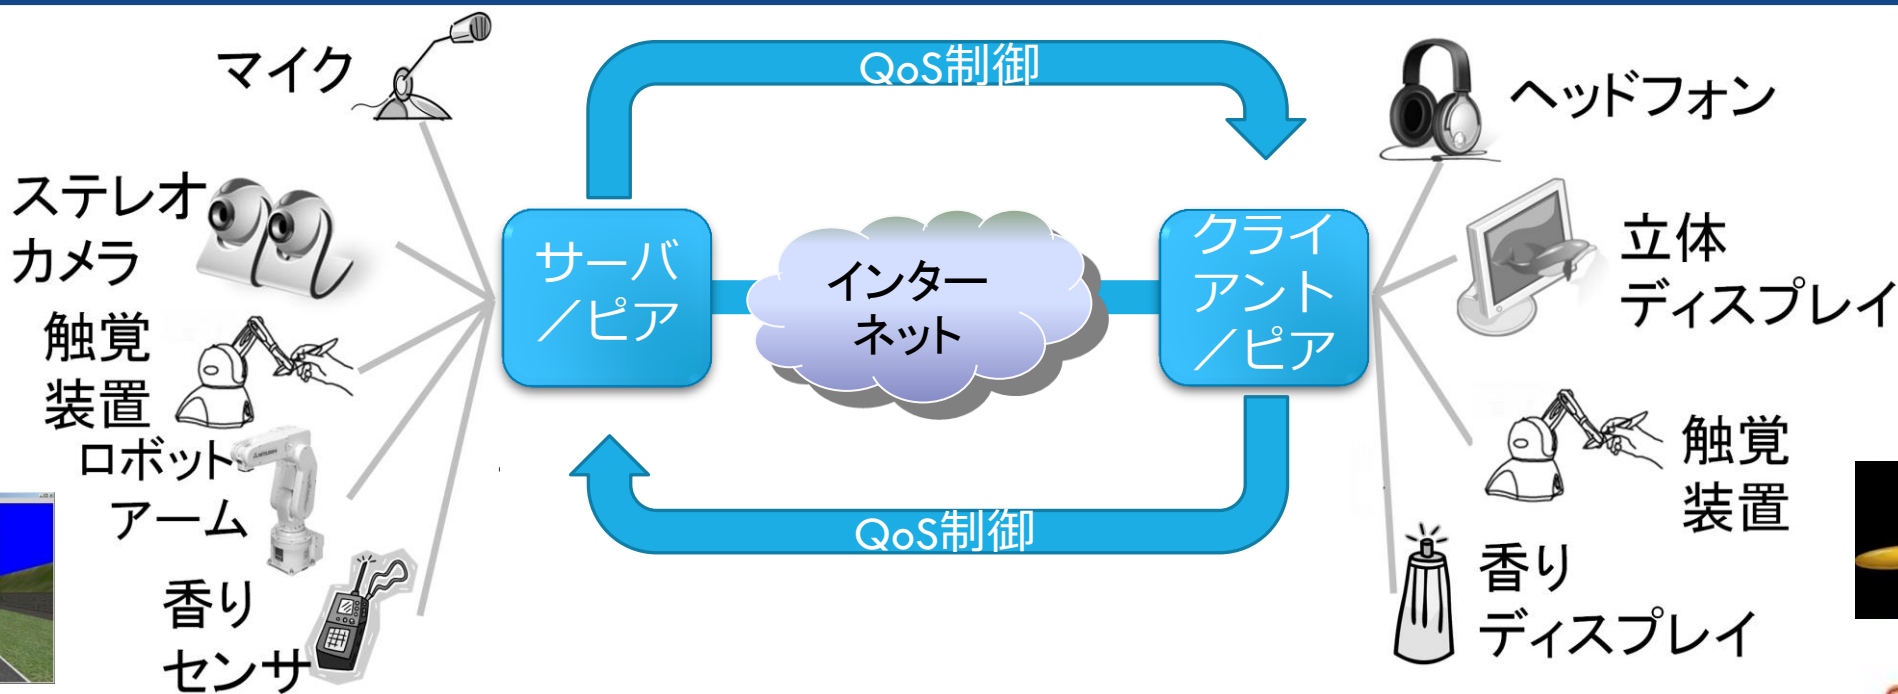 マイク
ステレオ
カメラ
触覚
装置
ロボット
アーム
香り
センサ
QoS制御
サーバ
／ピア
インター
ネット
クライ
アント
／ピア
QoS制御
ヘッドフォン
立体
ディスプレイ
触覚
装置
香り
ディスプレイ